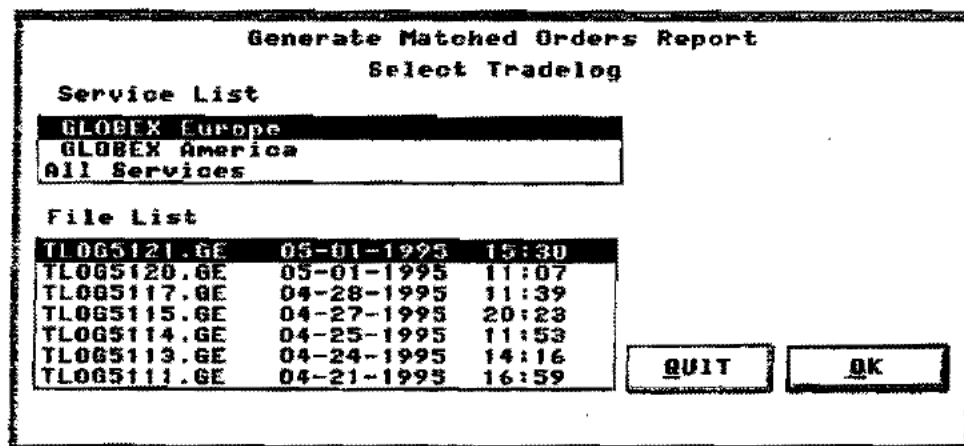 Generate Matched Orders Report
Select Tradelog
Service List
GLOBEX Europe
GLOBEX America
All Services
File List
TLOG5121.GE 05-01-1995 15:30
TLOG5120.GE 05-01-1995 11:07
TLOG5117.GE 04-28-1995 11:39
TLOG5115.GE 04-27-1995 20:23
TLOG5114.GE 04-25-1995 11:53
TLOG5113.GE 04-24-1995 14:16
TLOG5111.GE 04-21-1995 16:59
QUIT OK